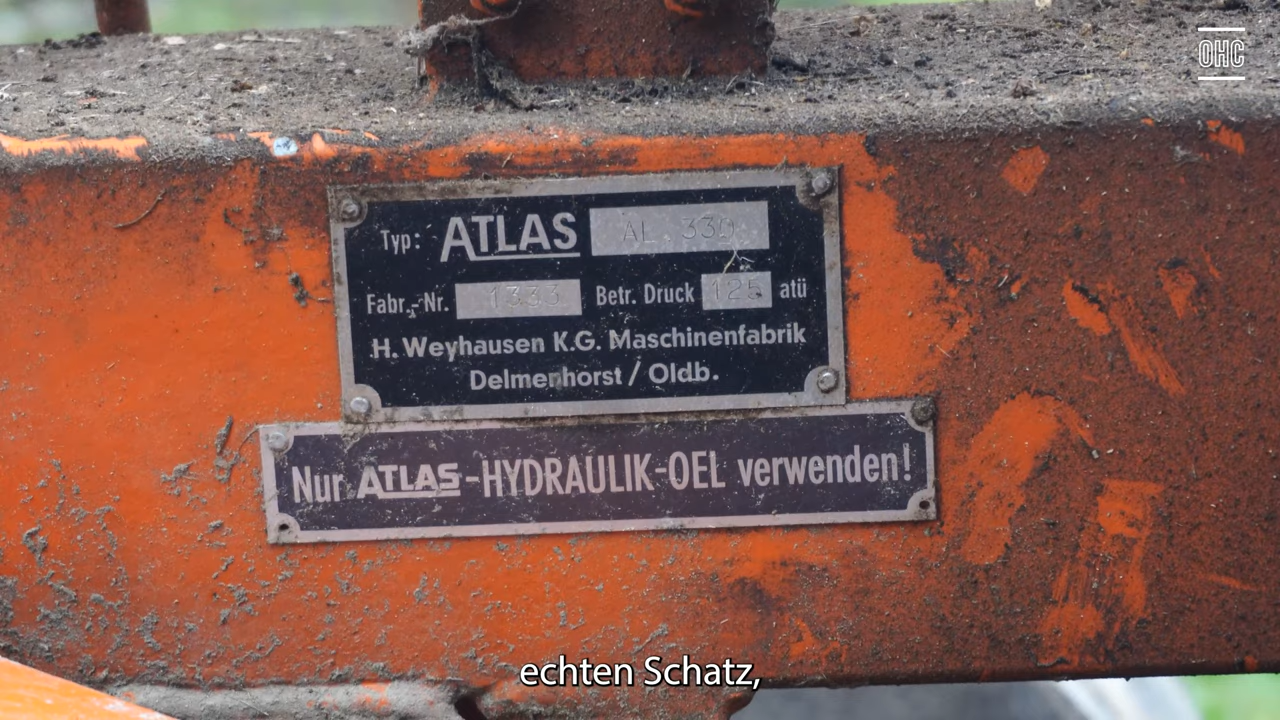 OHC
Typ: ATLAS AL 330
Fabr.-Nr. 1333 Betr. Druck 125 atü
H. Weyhausen K.G. Maschinenfabrik
Delmenhorst / Oldb.
Nur ATLAS-HYDRAULIK-OEL verwenden!
echten Schatz,